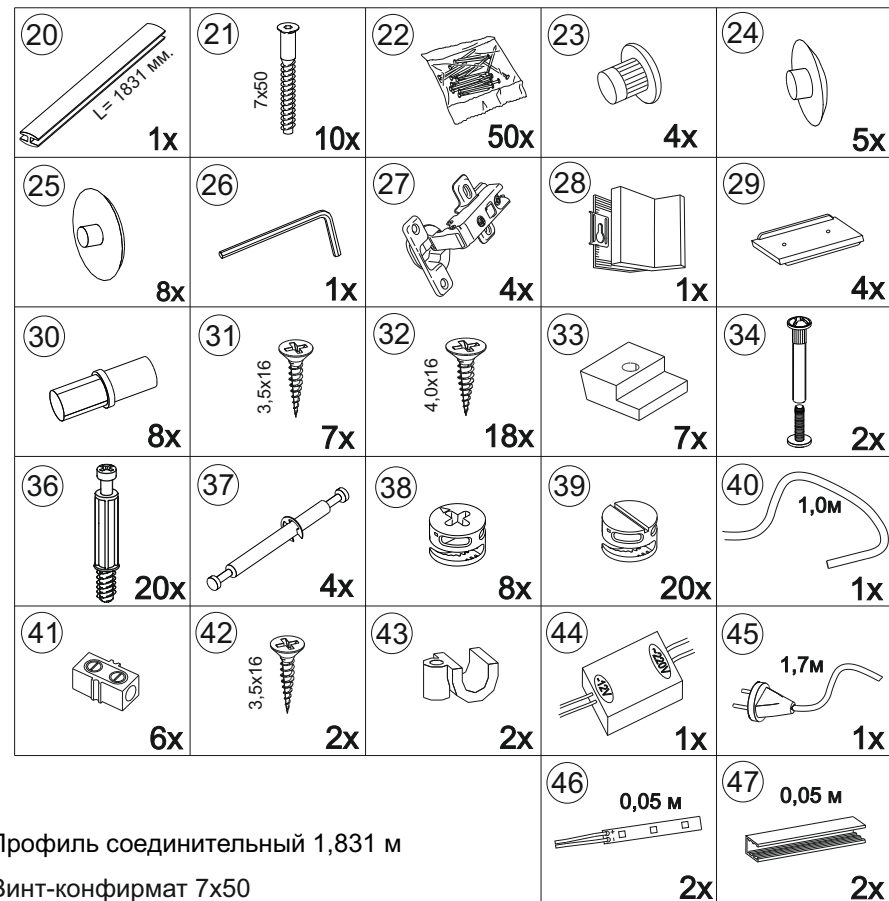 20 21 22 23 24
L= 1831 мм. 7x50
1x 10x 50x 4x 5x
25 26 27 28 29
8x 1x 4x 1x 4x
30 31 32 33 34
3,5x16 4,0x16
8x 7x 18x 7x 2x
36 37 38 39 40
1,0м
20x 4x 8x 20x 1x
41 42 43 44 45
3,5x16 ~12V ~220V 1,7м
6x 2x 2x 1x 1x
46 47
0,05 м 0,05 м
2x 2x
Профиль соединительный 1,831 м
Винт-конфирмат 7x50